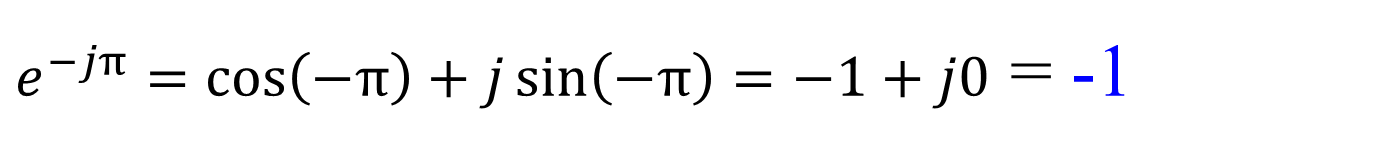 e^{-jπ} = cos(−π) + j sin(−π) = −1 + j0 = -1